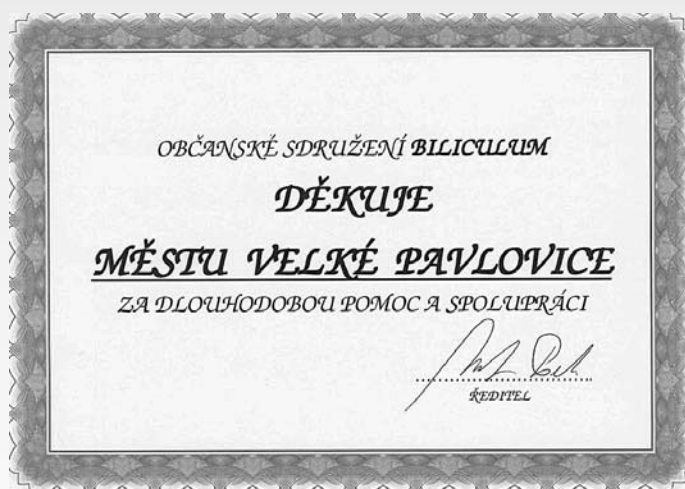 OBČANSKÉ SDRUŽENÍ BILICULUM
DĚKUJE
MĚSTU VELKÉ PAVLOVICE
ZA DLOUHODOBOU POMOC A SPOLUPRÁCI
ŘEDITEL